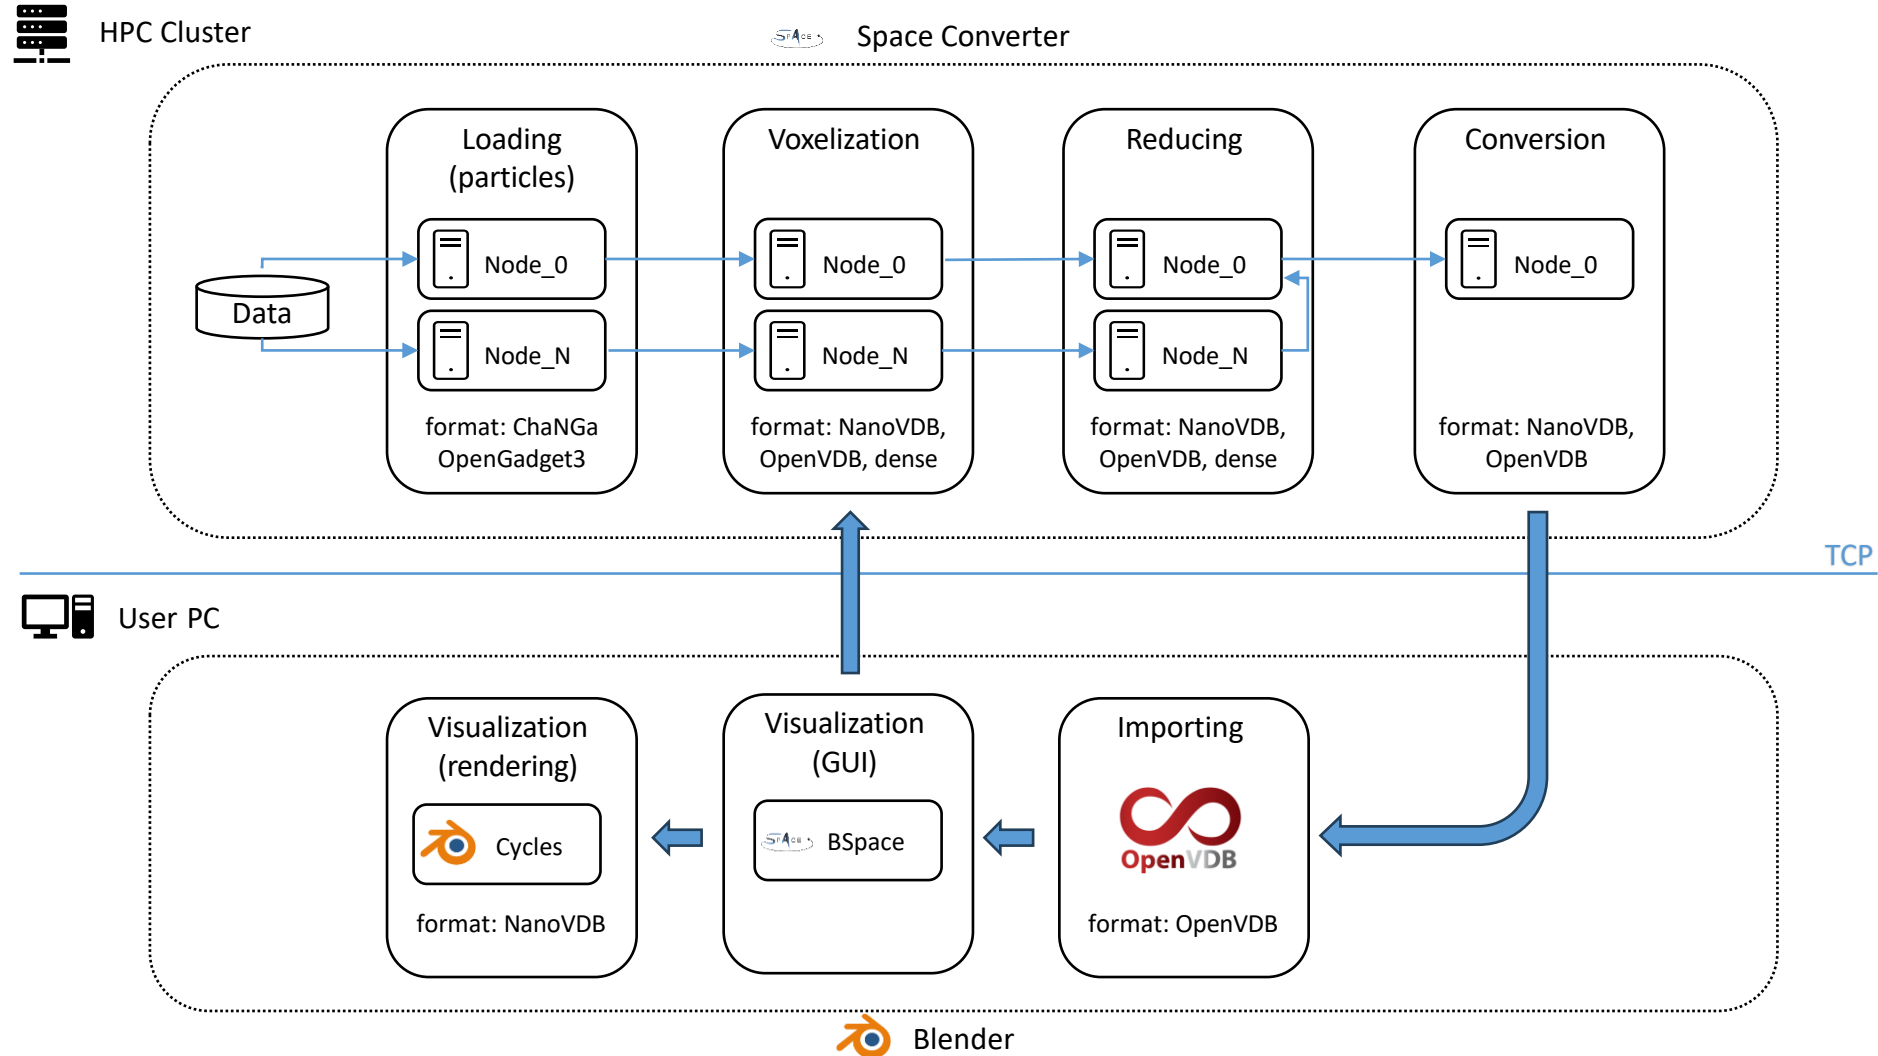 HPC Cluster
SPACE
Space Converter
Loading
(particles)
Node_0
Node_N
format: ChaNGa
OpenGadget3
Voxelization
Node_0
Node_N
format: NanoVDB,
OpenVDB, dense
Reducing
Node_0
Node_N
format: NanoVDB,
OpenVDB, dense
Conversion
Node_0
format: NanoVDB,
OpenVDB
Data
TCP
User PC
Visualization
(rendering)
Cycles
format: NanoVDB
Visualization
(GUI)
SPACE
BSpace
Importing
OpenVDB
format: OpenVDB
Blender